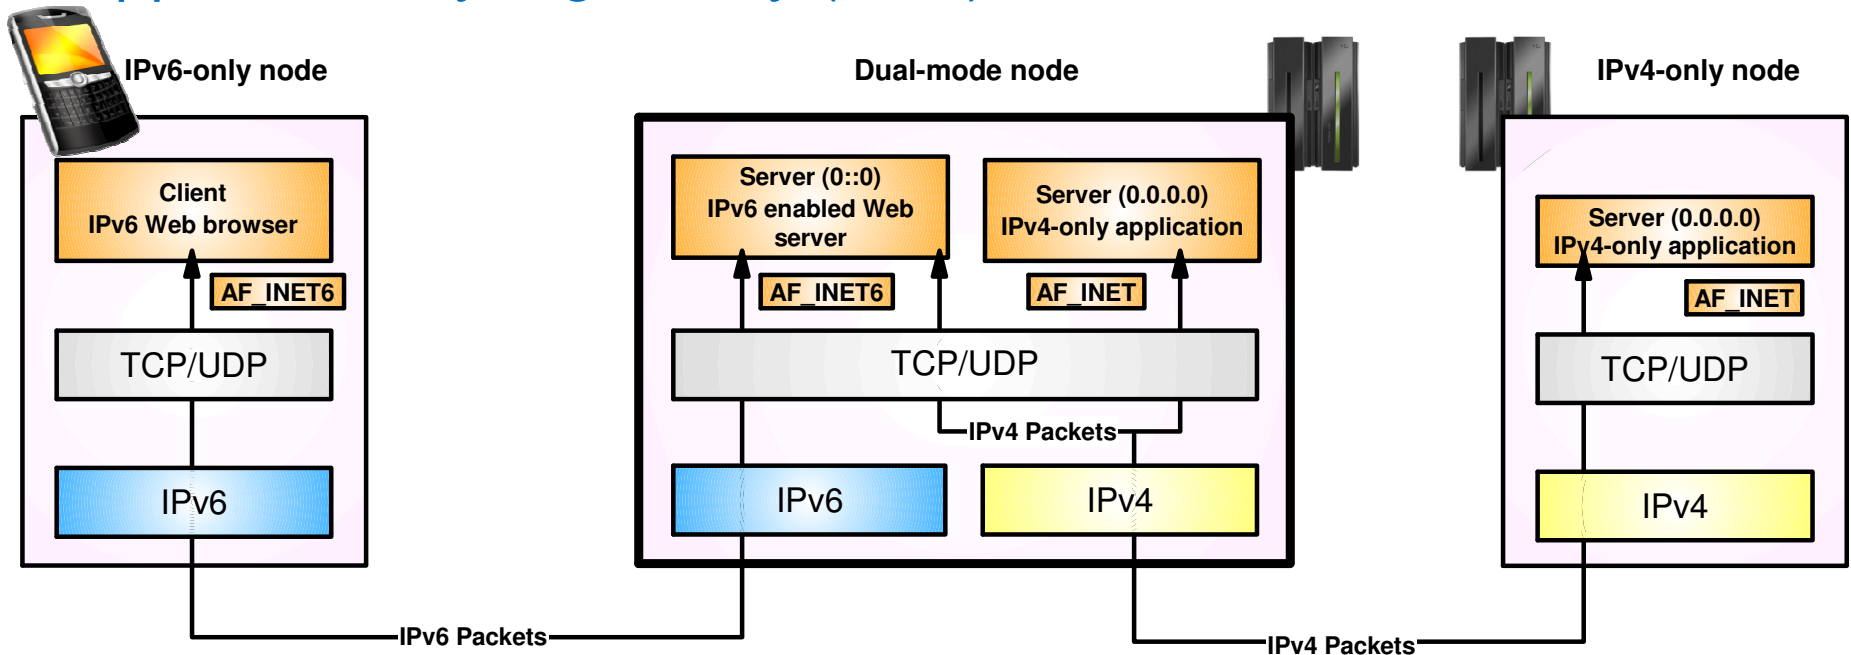 IPv6-only node
Dual-mode node
IPv4-only node
Client
IPv6 Web browser
AF_INET6
TCP/UDP
IPv6
Server (0::0)
IPv6 enabled Web
server
Server (0.0.0.0)
IPv4-only application
AF_INET6
AF_INET
TCP/UDP
IPv4 Packets
IPv6
IPv4
Server (0.0.0.0)
IPv4-only application
AF_INET
TCP/UDP
IPv4
IPv6 Packets
IPv4 Packets